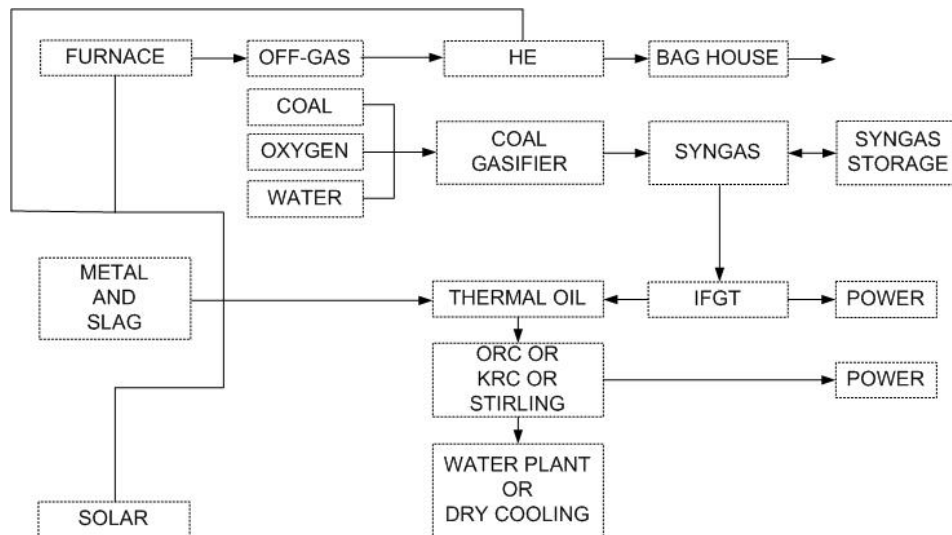 FURNACE
OFF-GAS
HE
BAG HOUSE
COAL
OXYGEN
WATER
COAL
GASIFIER
SYNGAS
SYNGAS
STORAGE
METAL
AND
SLAG
THERMAL OIL
IFGT
POWER
ORC OR
KRC OR
STIRLING
POWER
WATER PLANT
OR
DRY COOLING
SOLAR